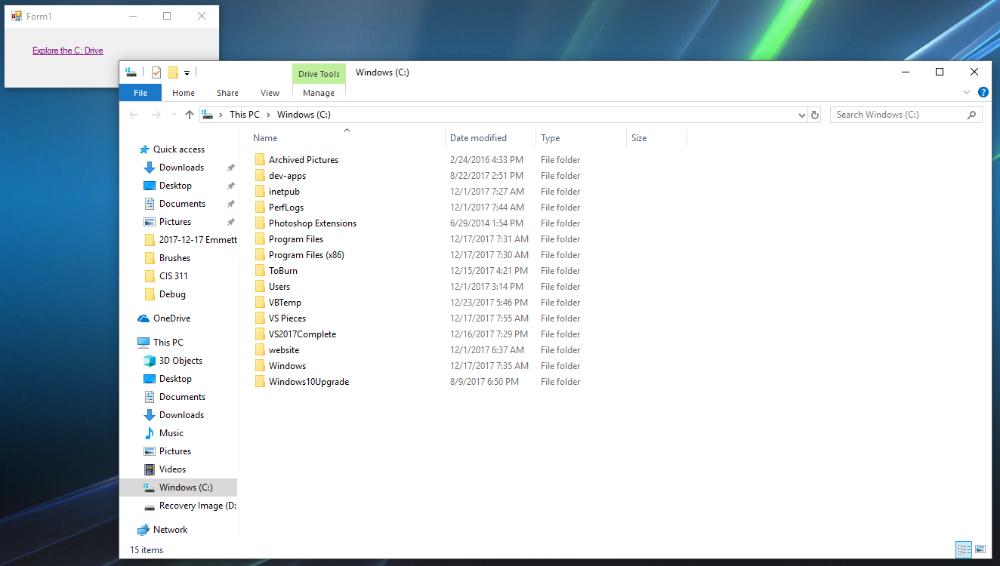 Form1
Explore the C: Drive
Drive Tools
Windows (C:)
File
Home
Share
View
Manage
This PC
Windows (C:)
Search Windows (C:)
Name
Date modified
Type
Size
Quick access
Downloads
Desktop
Documents
Pictures
2017-12-17 Emmett
Brushes
CIS 311
Debug
OneDrive
This PC
3D Objects
Desktop
Documents
Downloads
Music
Pictures
Videos
Windows (C:)
Recovery Image (D:
Network
Archived Pictures 2/24/2016 4:33 PM File folder
dev-apps 8/22/2017 2:51 PM File folder
inetpub 12/1/2017 7:27 AM File folder
PerfLogs 12/1/2017 7:44 AM File folder
Photoshop Extensions 6/29/2014 1:54 PM File folder
Program Files 12/17/2017 7:31 AM File folder
Program Files (x86) 12/17/2017 7:30 AM File folder
ToBurn 12/15/2017 4:21 PM File folder
Users 12/1/2017 3:14 PM File folder
VBTemp 12/23/2017 5:46 PM File folder
VS Pieces 12/17/2017 7:55 AM File folder
VS2017Complete 12/16/2017 7:29 PM File folder
website 12/1/2017 6:37 AM File folder
Windows 12/17/2017 7:35 AM File folder
Windows10Upgrade 8/9/2017 6:50 PM File folder
15 items